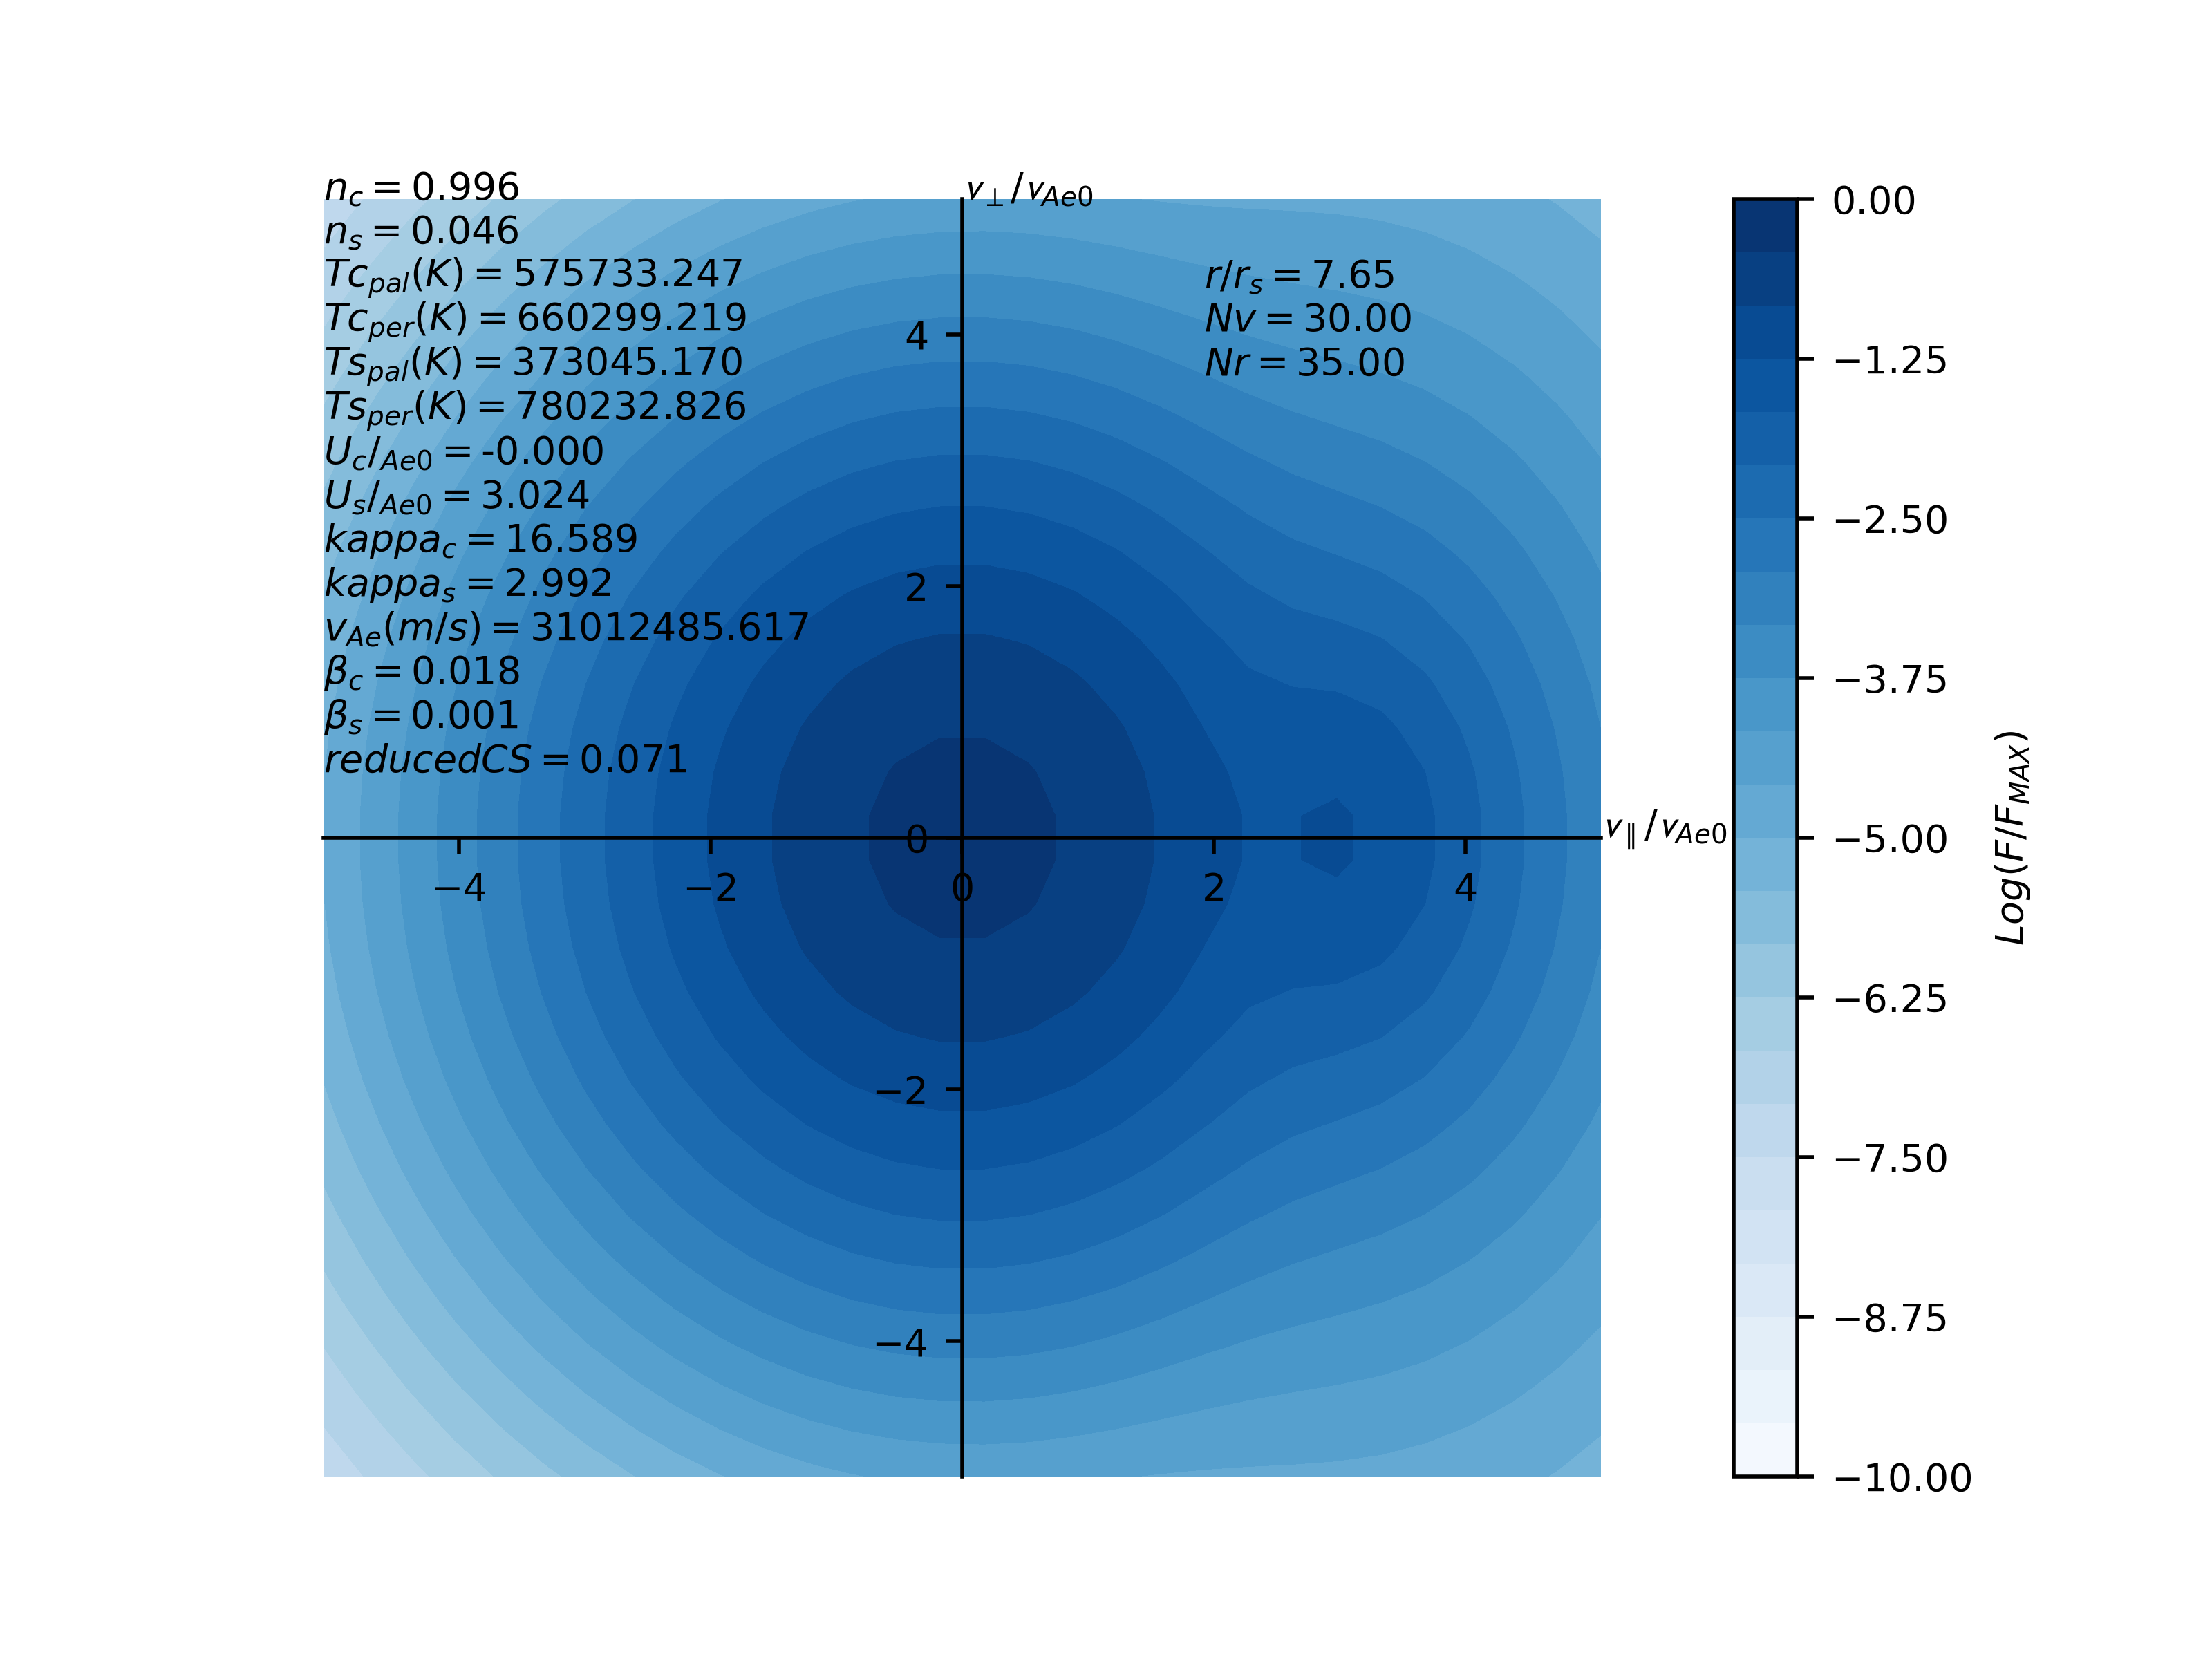 n_c = 0.996
n_s = 0.046
Tc_pal(K) = 575733.247
Tc_per(K) = 660299.219
Ts_pal(K) = 373045.170
Ts_per(K) = 780232.826
U_c/_Ae0 = -0.000
U_s/_Ae0 = 3.024
kappa_c = 16.589
kappa_s = 2.992
v_Ae(m/s) = 31012485.617
β_c = 0.018
β_s = 0.001
reducedCS = 0.071
v_⊥/v_Ae0
r/r_s = 7.65
Nv = 30.00
Nr = 35.00
4
2
0
−2
−4
−4
−2
0
2
4
v_∥/v_Ae0
0.00
−1.25
−2.50
−3.75
−5.00
−6.25
−7.50
−8.75
−10.00
Log(F/F_MAX)